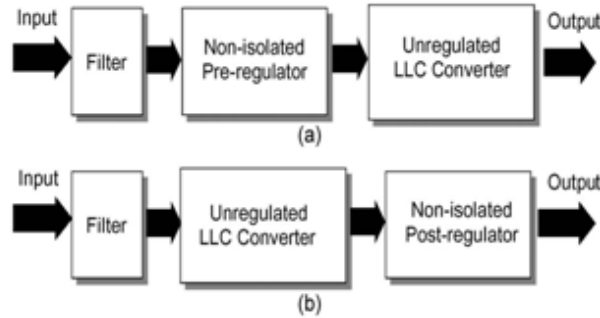 Input
Filter
Non-isolated
Pre-regulator
Unregulated
LLC Converter
Output
(a)
Input
Filter
Unregulated
LLC Converter
Non-isolated
Post-regulator
Output
(b)